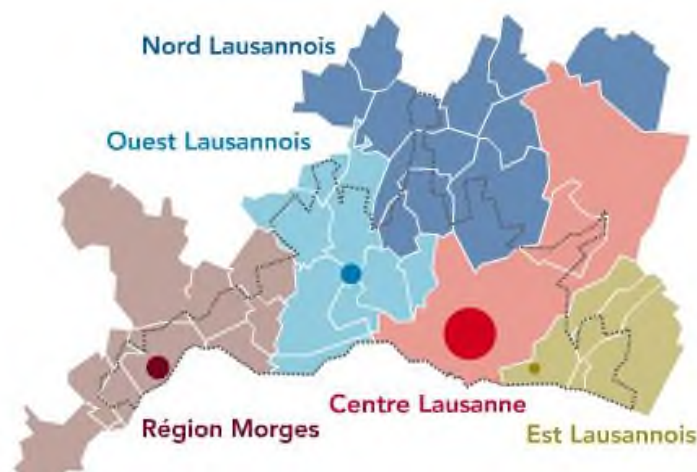 Nord Lausannois
Ouest Lausannois
Centre Lausanne
Région Morges
Est Lausannois